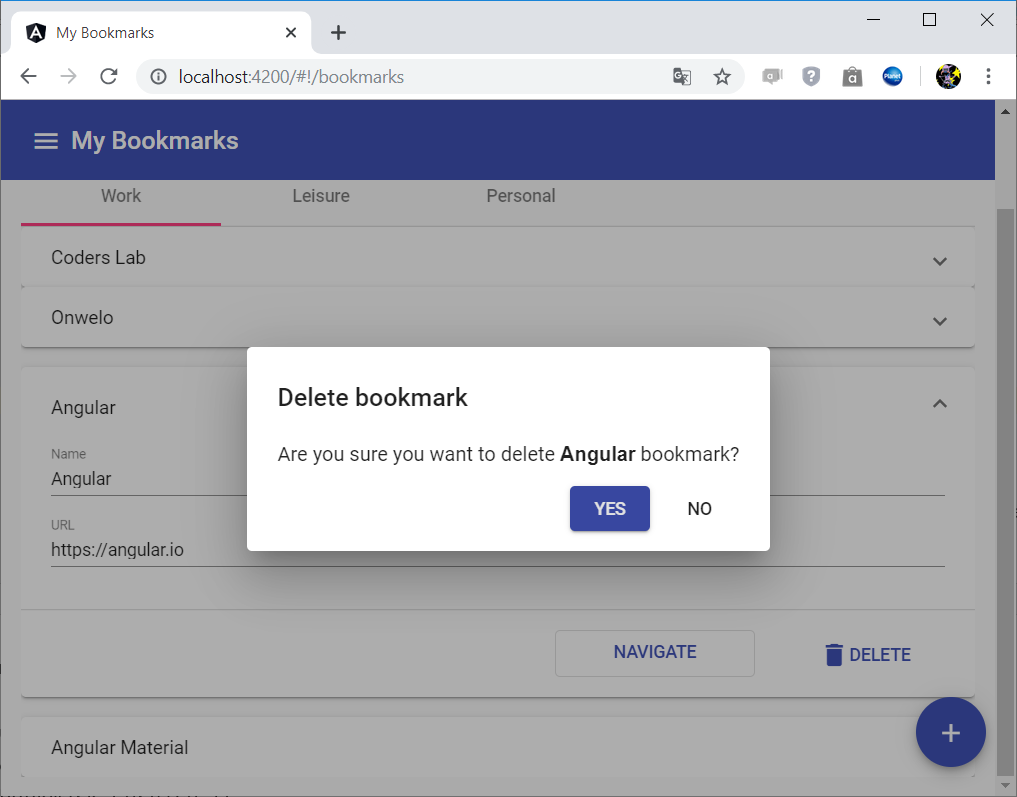 My Bookmarks
localhost:4200/#!/bookmarks
My Bookmarks
Work Leisure Personal
Coders Lab
Onwelo
Angular
Name
Angular
URL
https://angular.io
Delete bookmark
Are you sure you want to delete Angular bookmark?
YES NO
NAVIGATE DELETE
Angular Material